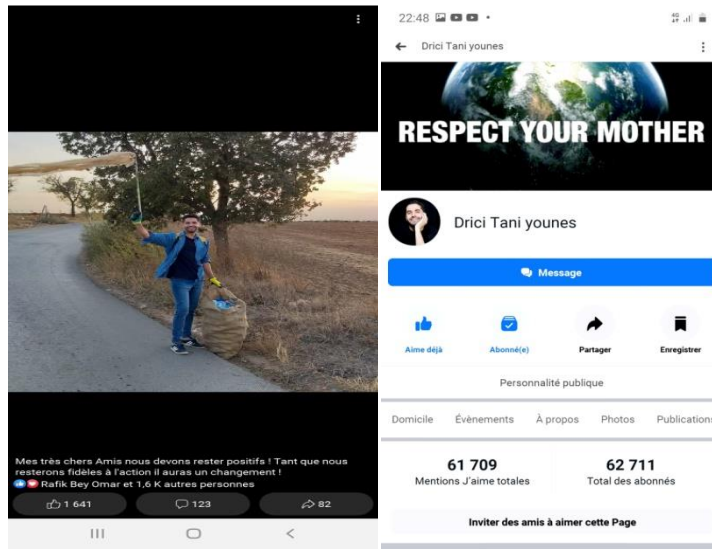 Mes très chers Amis nous devons rester positifs ! Tant que nous
resterons fidèles à l'action il auras un changement !
Rafik Bey Omar et 1,6 K autres personnes
1 641
123
82
22:48
4G
Drici Tani younes
RESPECT YOUR MOTHER
Drici Tani younes
Message
Aime déjà
Abonné(e)
Partager
Enregistrer
Personnalité publique
Domicile Évènements À propos Photos Publications
61 709
Mentions J'aime totales
62 711
Total des abonnés
Inviter des amis à aimer cette Page